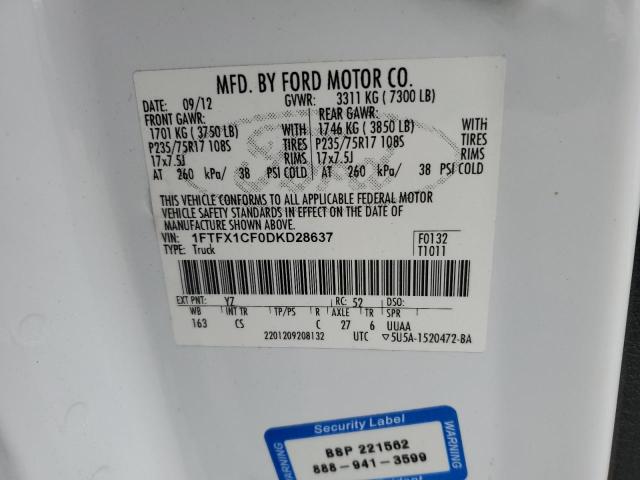 MFD. BY FORD MOTOR CO.
DATE: 09/12 GVWR: 3311 KG ( 7300 LB)
FRONT GAWR: REAR GAWR:
1701 KG ( 3750 LB) WITH 1746 KG ( 3850 LB) WITH
P235/75R17 108S TIRES P235/75R17 108S TIRES
17x7.5J RIMS 17x7.5J RIMS
AT 260 kPa/ 38 PSI COLD AT 260 kPa/ 38 PSI COLD
Ford
THIS VEHICLE CONFORMS TO ALL APPLICABLE FEDERAL MOTOR
VEHICLE SAFETY STANDARDS IN EFFECT ON THE DATE OF
MANUFACTURE SHOWN ABOVE.
VIN: 1FTFX1CF0DKD28637 F0132
TYPE: Truck T1011
EXT PNT: YZ RC: 52 DSO:
WB INT TR TP/PS R AXLE TR SPR
163 CS C 27 6 UUAA
2201209208132 UTC ▽5U5A-1520472-BA
Security Label
WARNING
BSP 221562
888-941-3599
WARNING